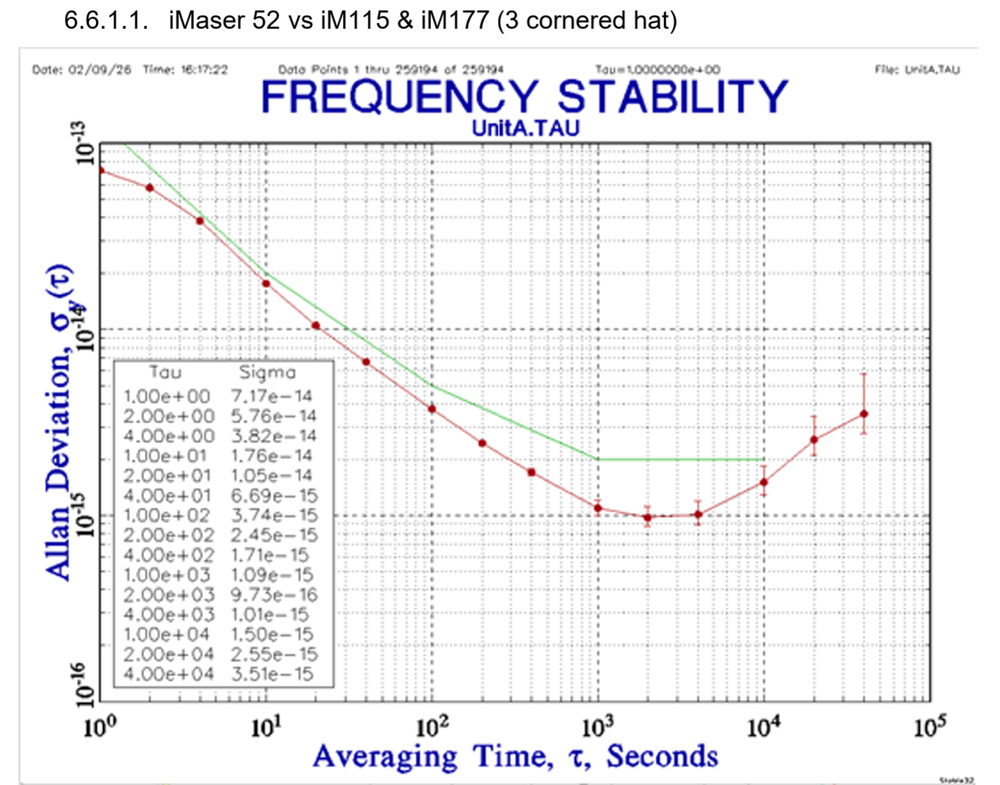 6.6.1.1. iMaser 52 vs iM115 & iM177 (3 cornered hat)
Date: 02/09/26 Time: 16:17:22 Data Points 1 thru 259194 of 259194 Tau=1.0000000e+00 File: UnitA.TAU
FREQUENCY STABILITY
UnitA.TAU
Allan Deviation, σy(τ)
10⁻¹³
10⁻¹⁴
10⁻¹⁵
10⁻¹⁶
Tau Sigma
1.00e+00 7.17e−14
2.00e+00 5.76e−14
4.00e+00 3.82e−14
1.00e+01 1.76e−14
2.00e+01 1.05e−14
4.00e+01 6.69e−15
1.00e+02 3.74e−15
2.00e+02 2.45e−15
4.00e+02 1.71e−15
1.00e+03 1.09e−15
2.00e+03 9.73e−16
4.00e+03 1.01e−15
1.00e+04 1.50e−15
2.00e+04 2.55e−15
4.00e+04 3.51e−15
10⁰ 10¹ 10² 10³ 10⁴ 10⁵
Averaging Time, τ, Seconds
Stable32